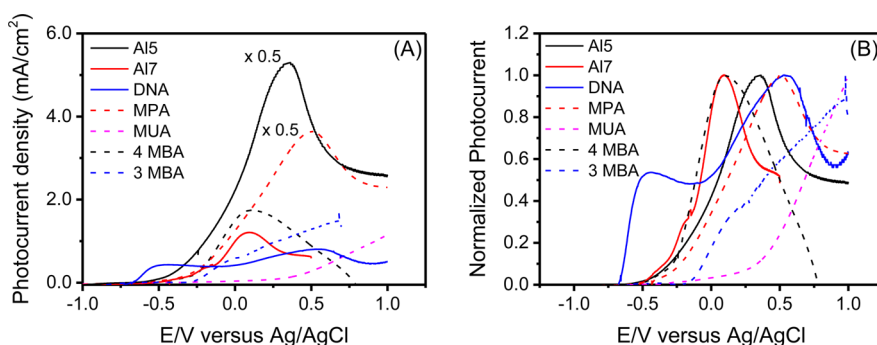 (A)
Photocurrent density (mA/cm²)
6.0
4.0
2.0
0.0
Al5
Al7
DNA
MPA
MUA
4 MBA
3 MBA
x 0.5
x 0.5
-1.0 -0.5 0.0 0.5 1.0
E/V versus Ag/AgCl
(B)
Normalized Photocurrent
1.0
0.8
0.6
0.4
0.2
0.0
Al5
Al7
DNA
MPA
MUA
4 MBA
3 MBA
-1.0 -0.5 0.0 0.5 1.0
E/V versus Ag/AgCl